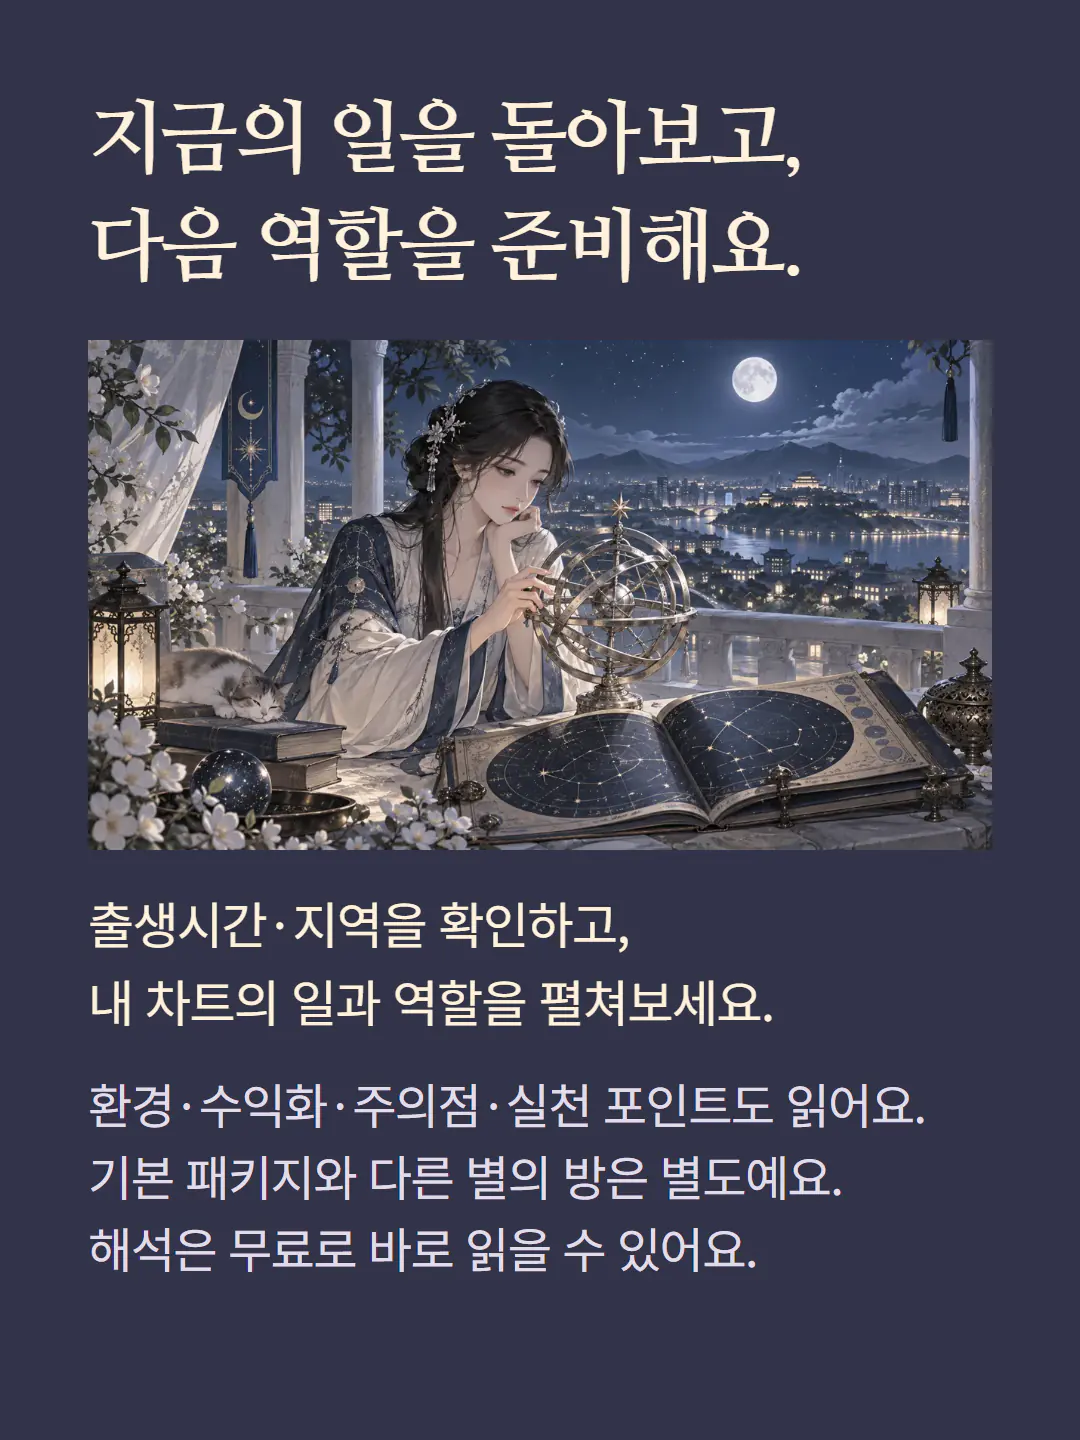 지금의 일을 돌아보고,
다음 역할을 준비해요.
출생시간·지역을 확인하고,
내 차트의 일과 역할을 펼쳐보세요.
환경·수익화·주의점·실천 포인트도 읽어요.
기본 패키지와 다른 별의 방은 별도예요.
해석은 무료로 바로 읽을 수 있어요.